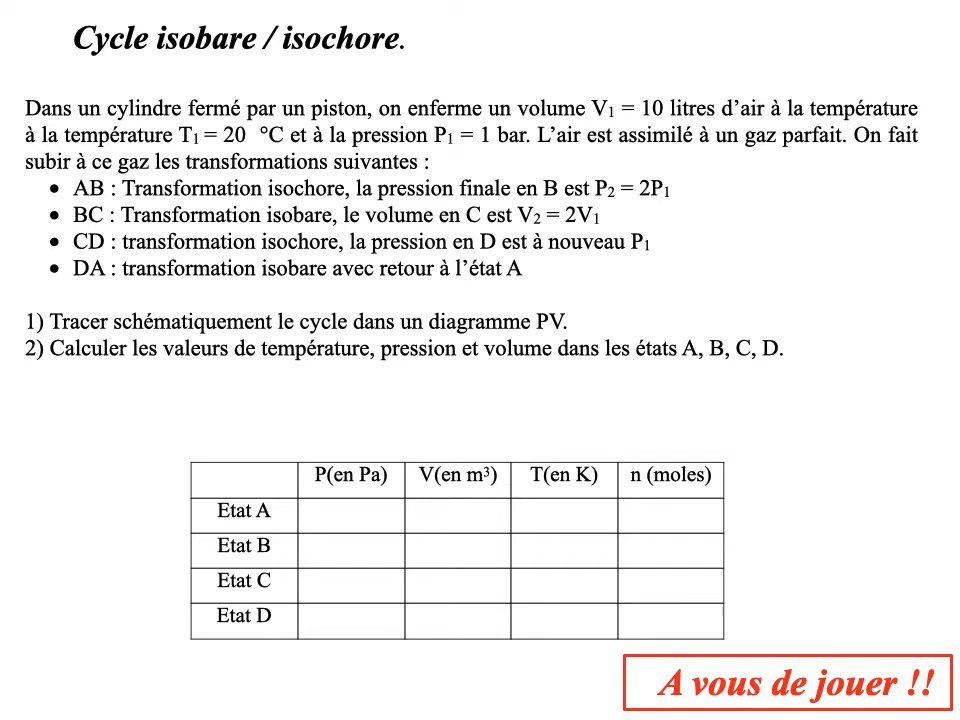 Cycle isobare / isochore.
Dans un cylindre fermé par un piston, on enferme un volume V₁ = 10 litres d’air à la température
à la température T₁ = 20 °C et à la pression P₁ = 1 bar. L’air est assimilé à un gaz parfait. On fait
subir à ce gaz les transformations suivantes :
• AB : Transformation isochore, la pression finale en B est P₂ = 2P₁
• BC : Transformation isobare, le volume en C est V₂ = 2V₁
• CD : transformation isochore, la pression en D est à nouveau P₁
• DA : transformation isobare avec retour à l’état A
1) Tracer schématiquement le cycle dans un diagramme PV.
2) Calculer les valeurs de température, pression et volume dans les états A, B, C, D.
P(en Pa) V(en m³) T(en K) n (moles)
Etat A
Etat B
Etat C
Etat D
A vous de jouer !!